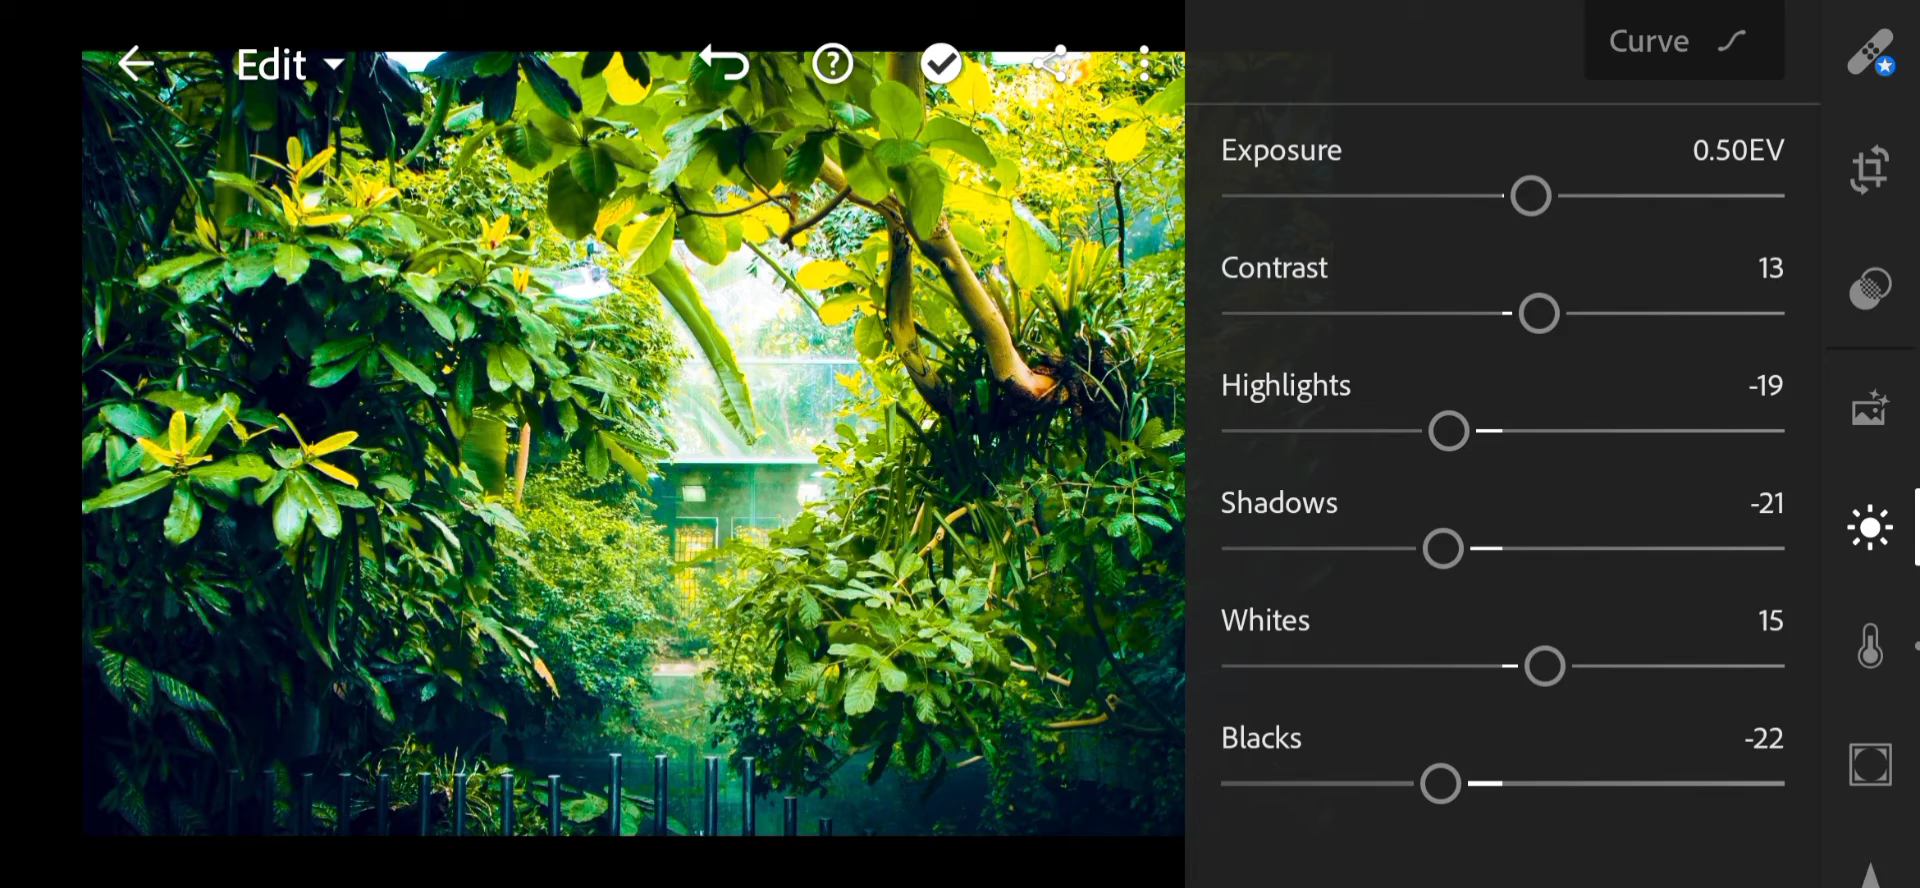 Edit
Curve
Exposure 0.50EV
Contrast 13
Highlights -19
Shadows -21
Whites 15
Blacks -22